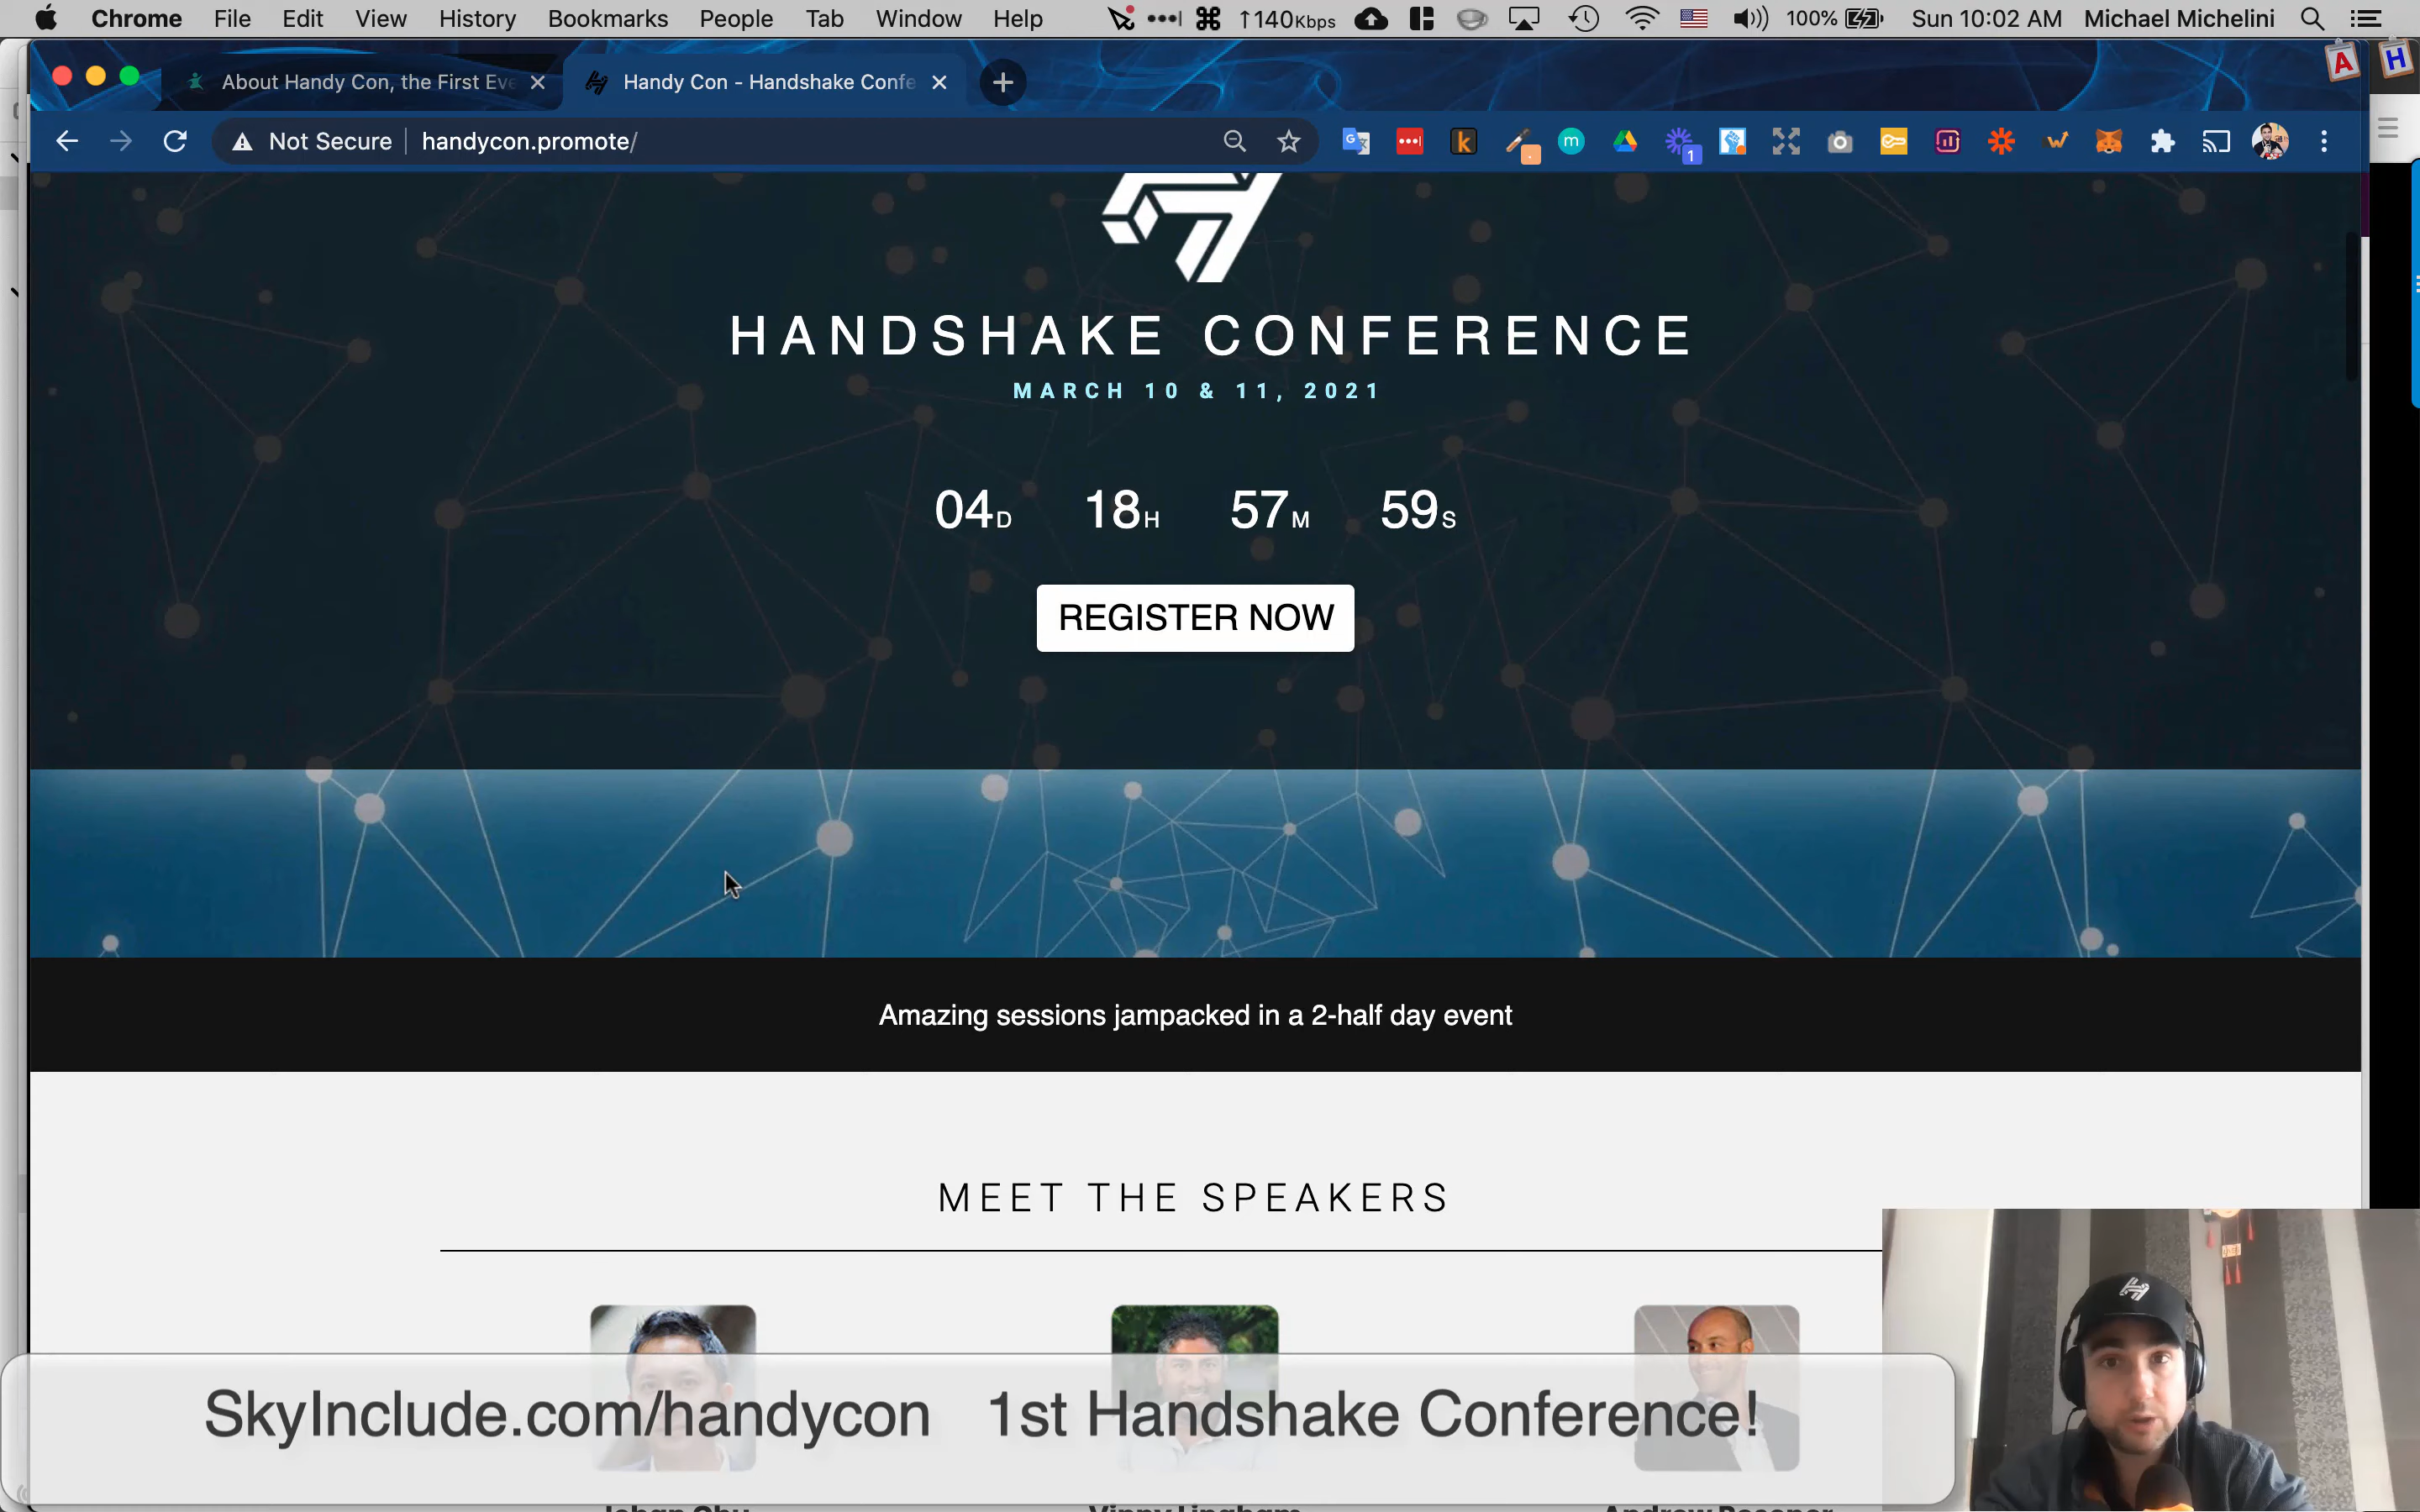 Chrome File Edit View History Bookmarks People Tab Window Help ↑140Kbps 100% Sun 10:02 AM Michael Michelini
About Handy Con, the First Eve
Handy Con - Handshake Confe
A H
Not Secure handycon.promote/
k m 1
HANDSHAKE CONFERENCE
MARCH 10 & 11, 2021
04D 18H 57M 59S
REGISTER NOW
Amazing sessions jampacked in a 2-half day event
MEET THE SPEAKERS
SkyInclude.com/handycon 1st Handshake Conference!